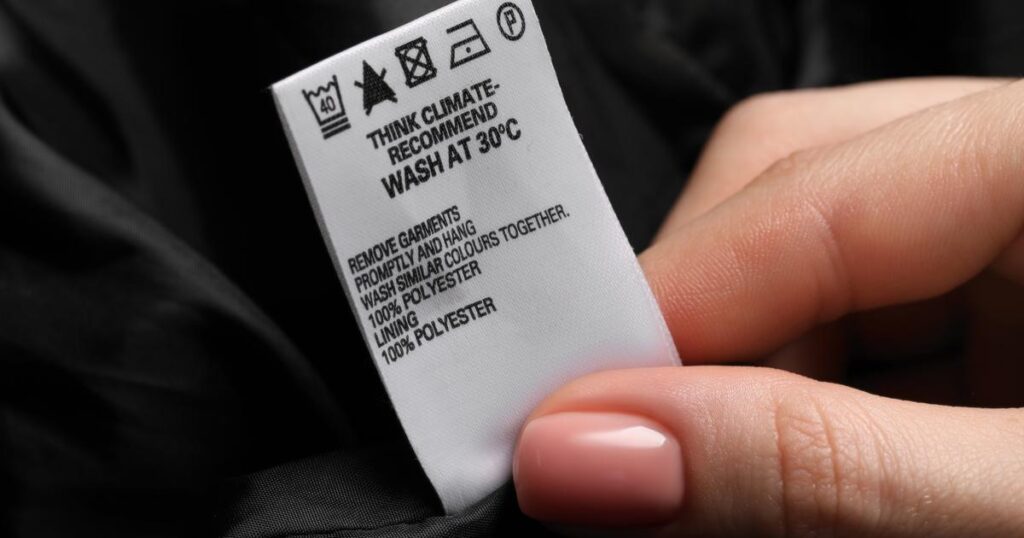 40 P
THINK CLIMATE-
RECOMMEND
WASH AT 30ºC
REMOVE GARMENTS
PROMPTLY AND HANG
WASH SIMILAR COLOURS TOGETHER.
100% POLYESTER
LINING
100% POLYESTER